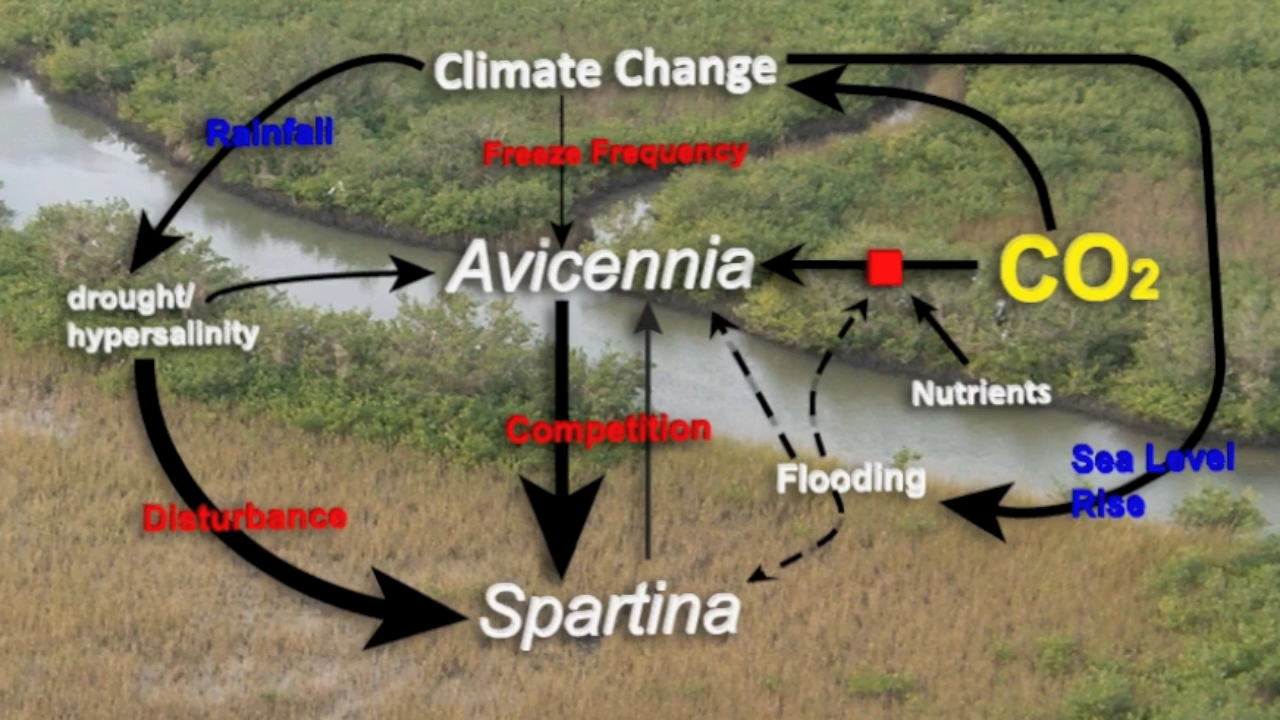 Climate Change
Rainfall
Freeze Frequency
Avicennia
CO₂
drought/
hypersalinity
Nutrients
Competition
Flooding
Sea Level
Rise
Disturbance
Spartina